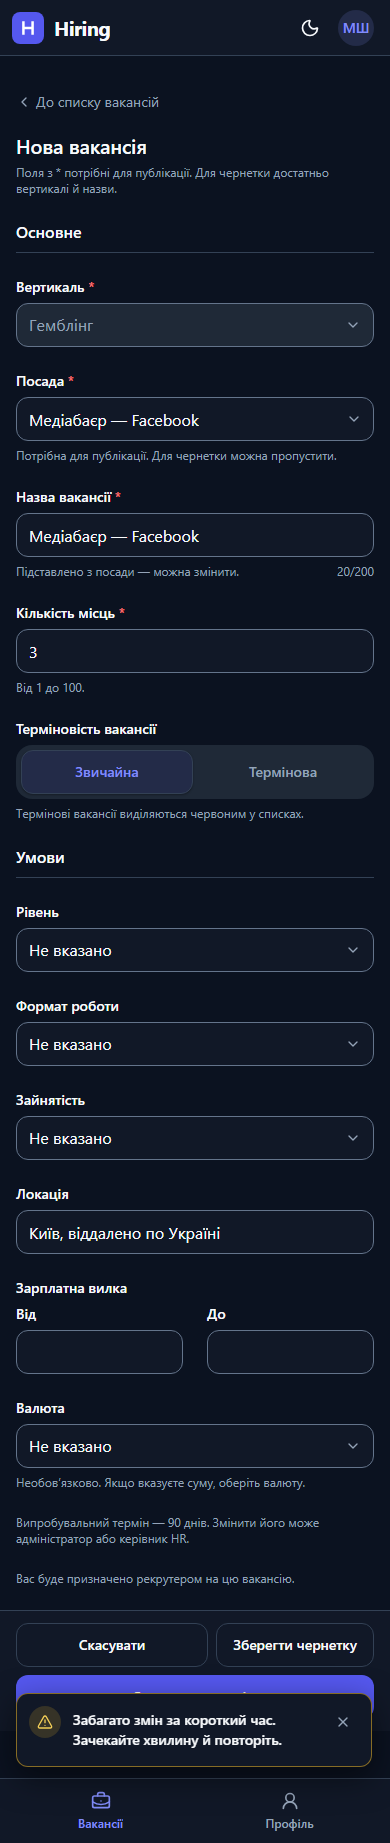 H Hiring МШ
До списку вакансій
Нова вакансія
Поля з * потрібні для публікації. Для чернетки достатньо
вертикалі й назви.
Основне
Вертикаль *
Гемблінг
Посада *
Медіабаєр — Facebook
Потрібна для публікації. Для чернетки можна пропустити.
Назва вакансії *
Медіабаєр — Facebook
Підставлено з посади — можна змінити. 20/200
Кількість місць *
3
Від 1 до 100.
Терміновість вакансії
Звичайна Термінова
Термінові вакансії виділяються червоним у списках.
Умови
Рівень
Не вказано
Формат роботи
Не вказано
Зайнятість
Не вказано
Локація
Київ, віддалено по Україні
Зарплатна вилка
Від До
Валюта
Не вказано
Необов'язково. Якщо вказуєте суму, оберіть валюту.
Випробувальний термін — 90 днів. Змінити його може
адміністратор або керівник HR.
Вас буде призначено рекрутером на цю вакансію.
Скасувати Зберегти чернетку
Забагато змін за короткий час.
Зачекайте хвилину й повторіть.
Вакансії Профіль